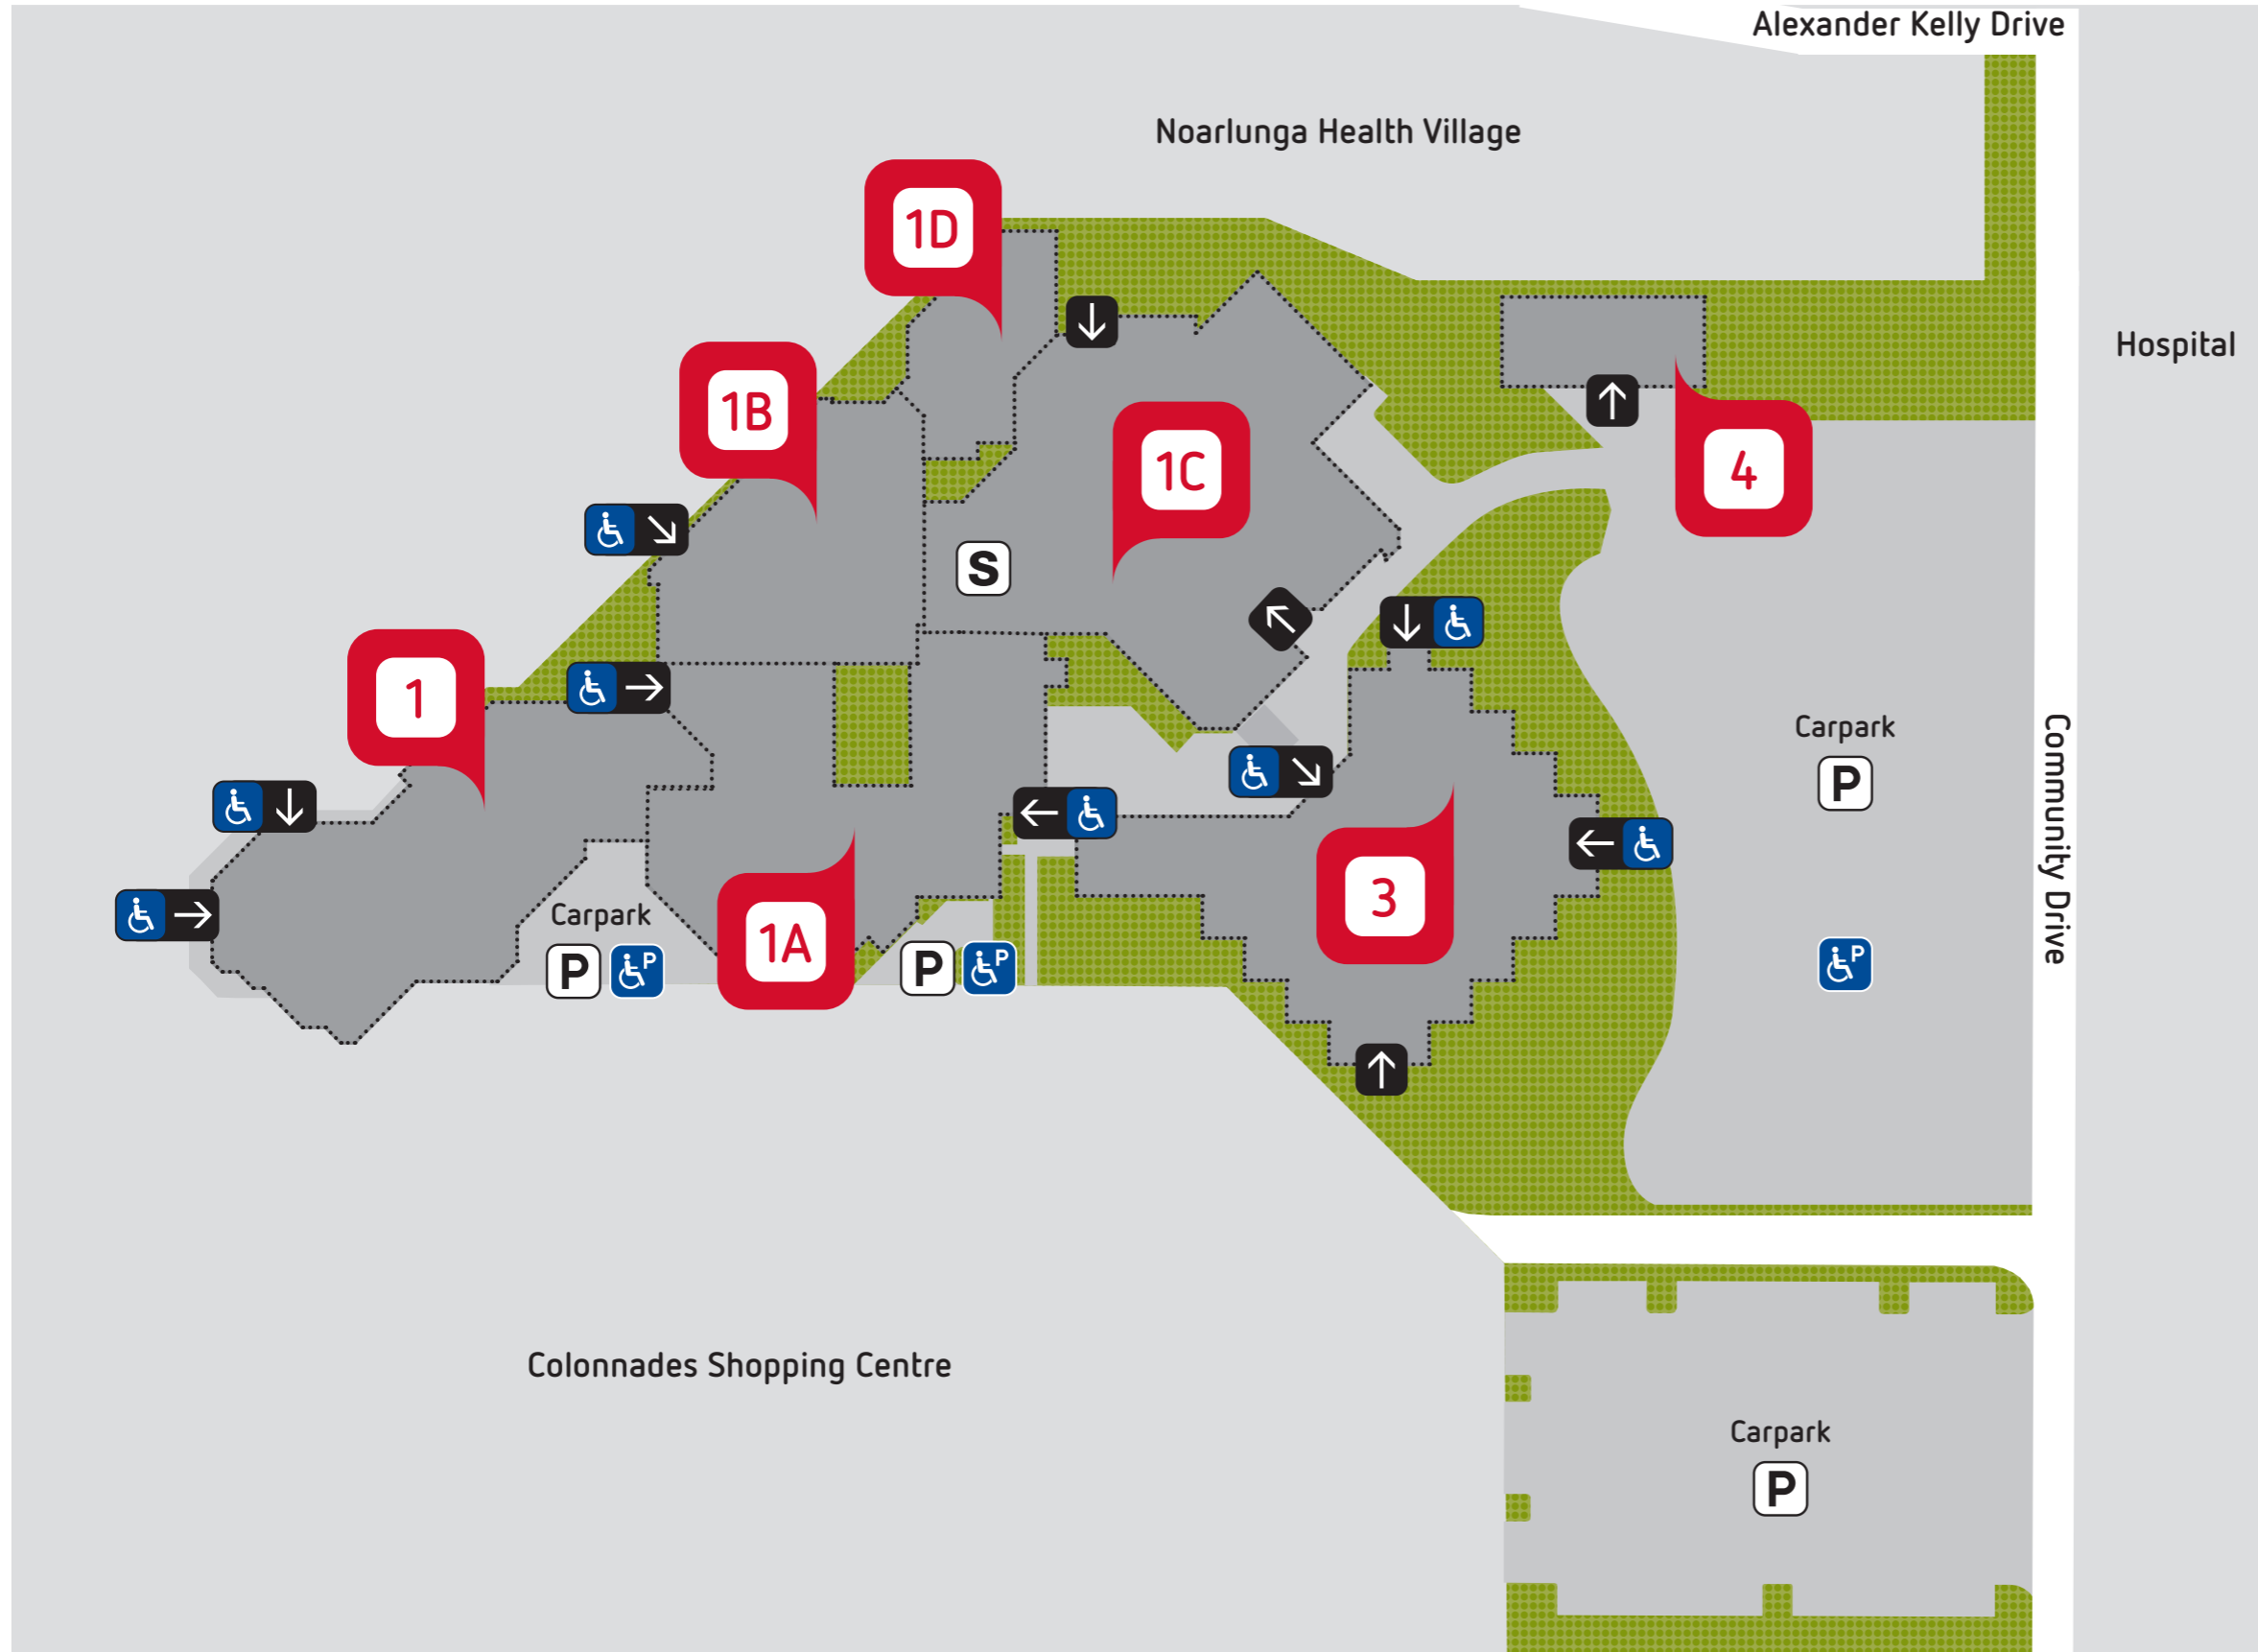 Alexander Kelly Drive
Noarlunga Health Village
1D
Hospital
1B
1C
4
S
1
Carpark
P
Community Drive
3
Carpark
P
P
1A
P
P
P
Colonnades Shopping Centre
Carpark
P